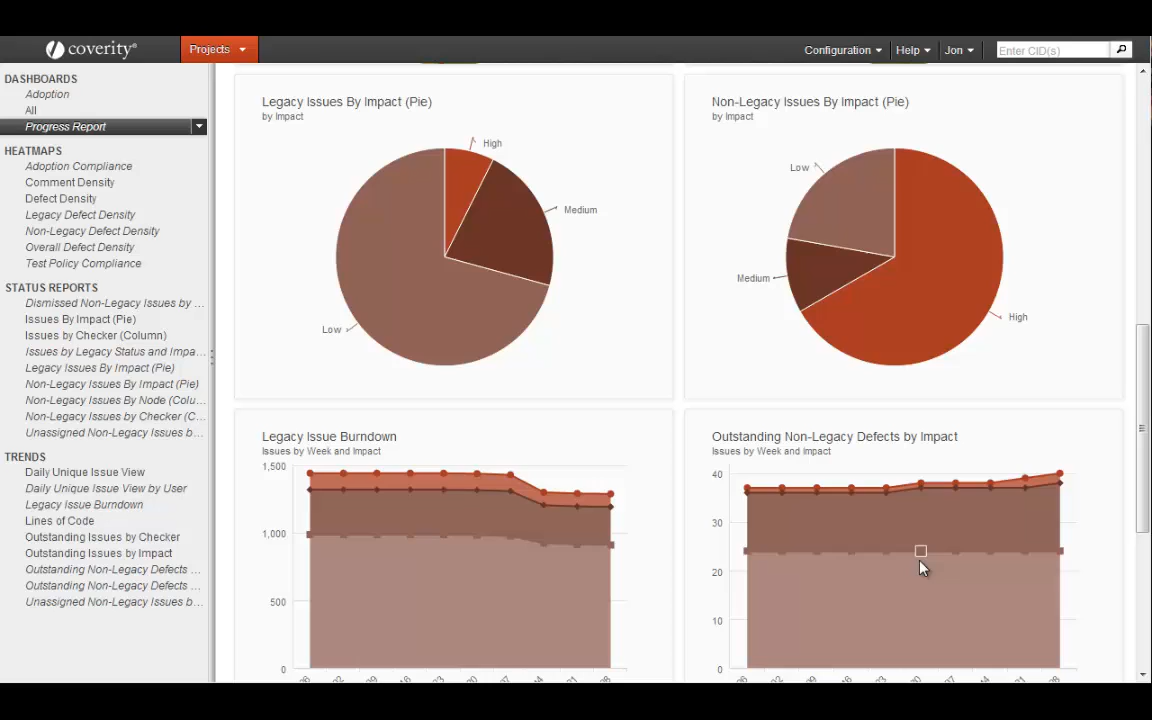 coverity®
Projects
Configuration
Help
Jon
Enter CID(s)
DASHBOARDS
Adoption
All
Progress Report
HEATMAPS
Adoption Compliance
Comment Density
Defect Density
Legacy Defect Density
Non-Legacy Defect Density
Overall Defect Density
Test Policy Compliance
STATUS REPORTS
Dismissed Non-Legacy Issues by ...
Issues By Impact (Pie)
Issues by Checker (Column)
Issues by Legacy Status and Impa...
Legacy Issues By Impact (Pie)
Non-Legacy Issues By Impact (Pie)
Non-Legacy Issues By Node (Colu...
Non-Legacy Issues by Checker (C...
Unassigned Non-Legacy Issues b...
TRENDS
Daily Unique Issue View
Daily Unique Issue View by User
Legacy Issue Burndown
Lines of Code
Outstanding Issues by Checker
Outstanding Issues by Impact
Outstanding Non-Legacy Defects ...
Outstanding Non-Legacy Defects ...
Unassigned Non-Legacy Issues b...
Legacy Issues By Impact (Pie)
by Impact
High
Medium
Low
Non-Legacy Issues By Impact (Pie)
by Impact
Low
Medium
High
Legacy Issue Burndown
Issues by Week and Impact
1,500
1,000
500
0
Outstanding Non-Legacy Defects by Impact
Issues by Week and Impact
40
30
20
10
0